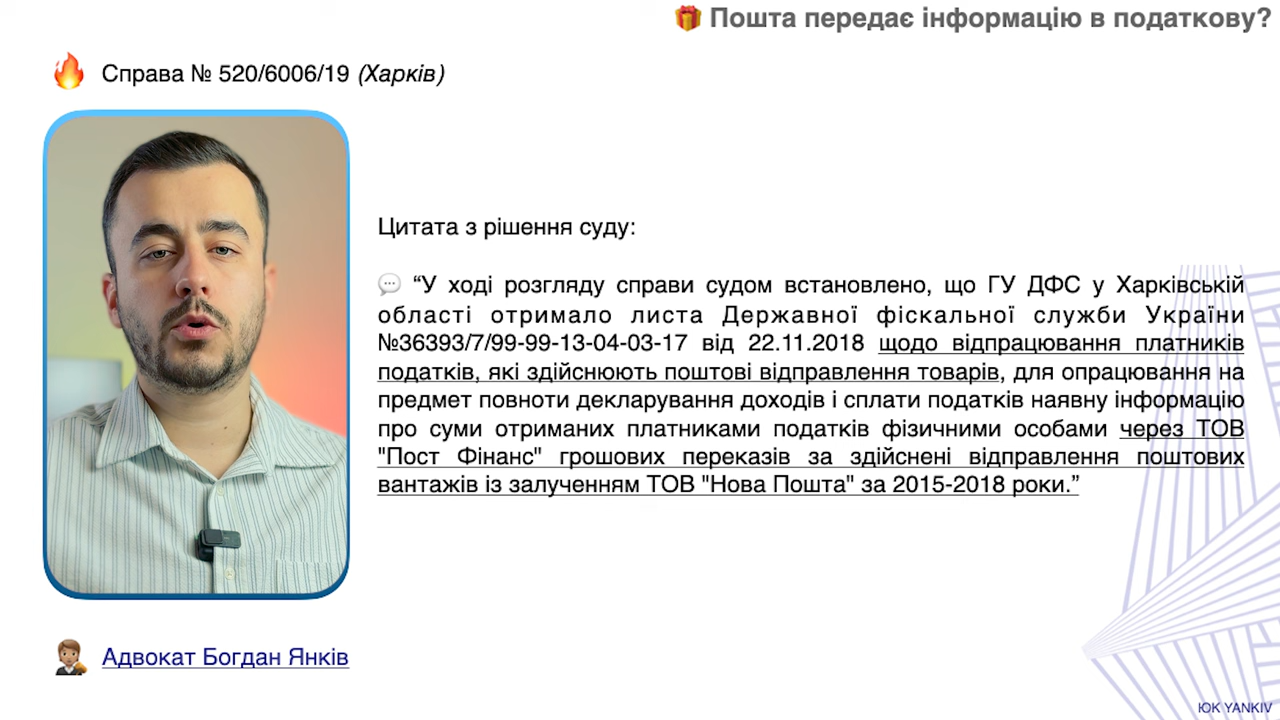 🎁 Пошта передає інформацію в податкову?
🔥 Справа № 520/6006/19 (Харків)
Цитата з рішення суду:
💬 “У ході розгляду справи судом встановлено, що ГУ ДФС у Харківській
області отримало листа Державної фіскальної служби України
№36393/7/99-99-13-04-03-17 від 22.11.2018 щодо відпрацювання платників
податків, які здійснюють поштові відправлення товарів, для опрацювання на
предмет повноти декларування доходів і сплати податків наявну інформацію
про суми отриманих платниками податків фізичними особами через ТОВ
"Пост Фінанс" грошових переказів за здійснені відправлення поштових
вантажів із залученням ТОВ "Нова Пошта" за 2015-2018 роки.”
Адвокат Богдан Янків
ЮК YANKIV